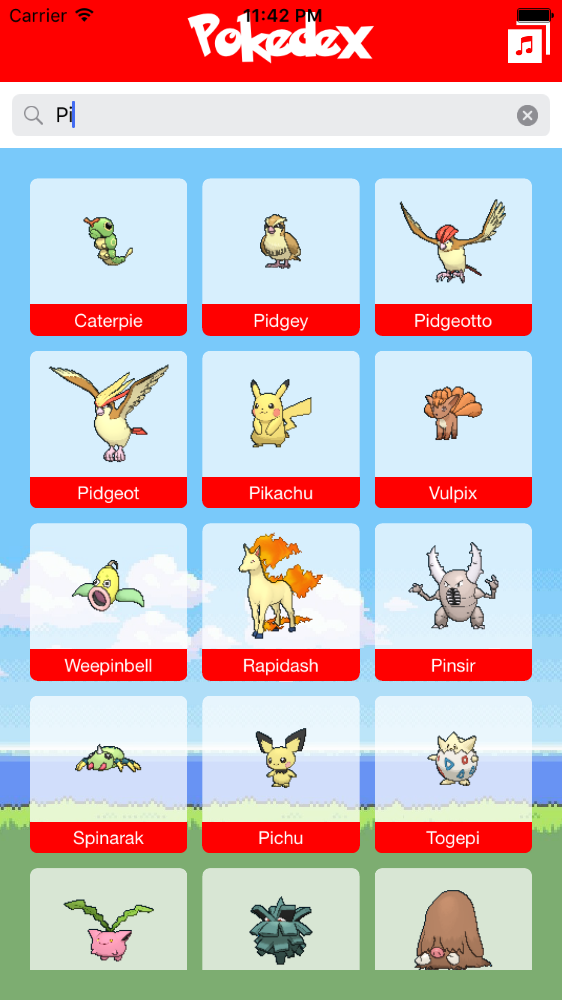 Carrier 11:42 PM
Pokedex
Pi
Caterpie Pidgey Pidgeotto
Pidgeot Pikachu Vulpix
Weepinbell Rapidash Pinsir
Spinarak Pichu Togepi